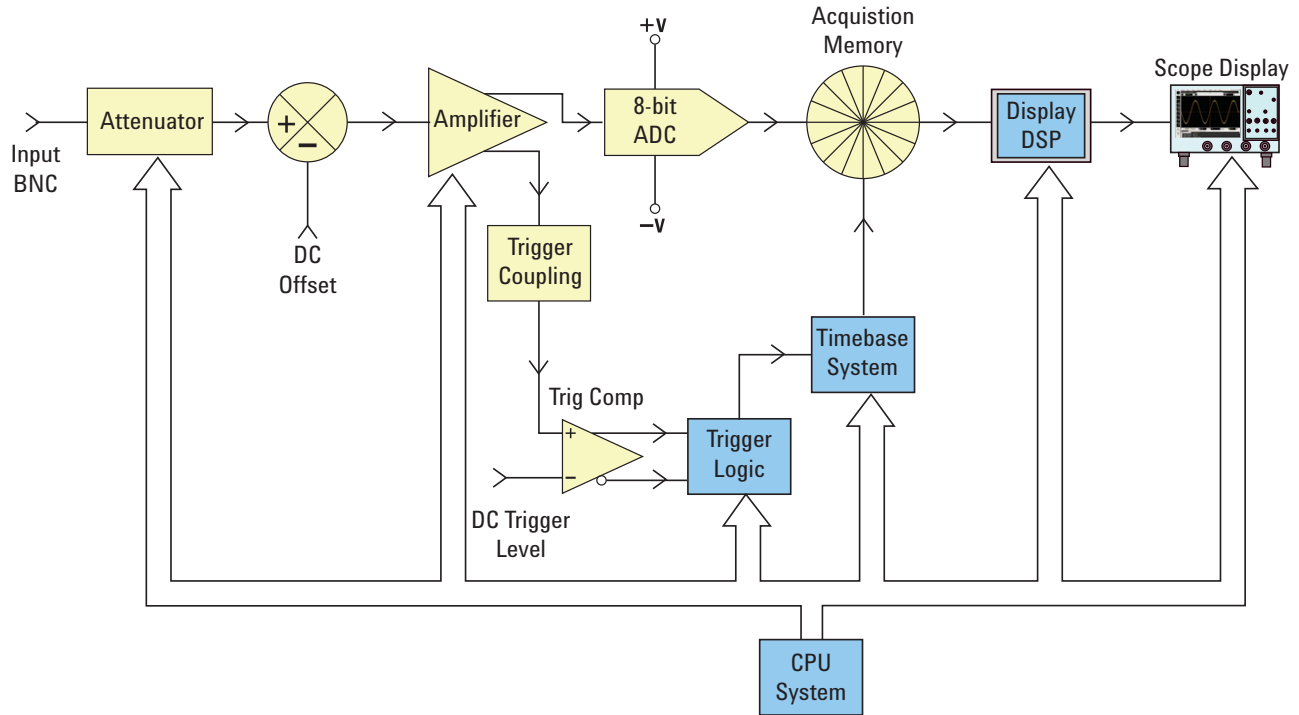 Input
BNC
Attenuator
+
−
DC
Offset
Amplifier
Trigger
Coupling
+v
8-bit
ADC
−v
Acquistion
Memory
Display
DSP
Scope Display
Timebase
System
Trig Comp
+
−
DC Trigger
Level
Trigger
Logic
CPU
System